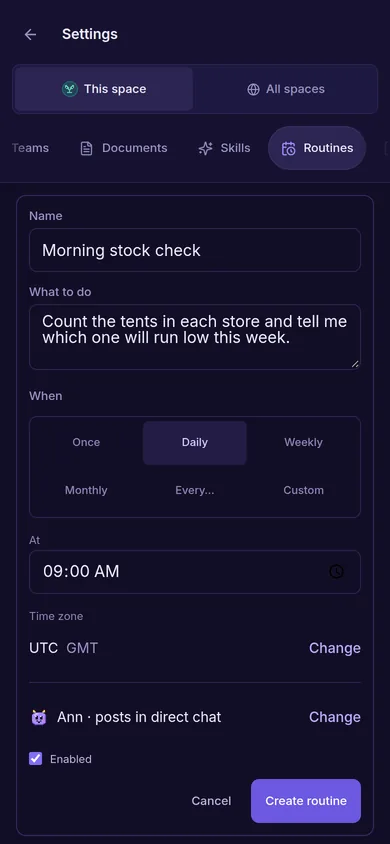 Settings
This space
All spaces
Teams
Documents
Skills
Routines
Name
Morning stock check
What to do
Count the tents in each store and tell me
which one will run low this week.
When
Once
Daily
Weekly
Monthly
Every...
Custom
At
09:00 AM
Time zone
UTC GMT
Change
Ann · posts in direct chat
Change
Enabled
Cancel
Create routine